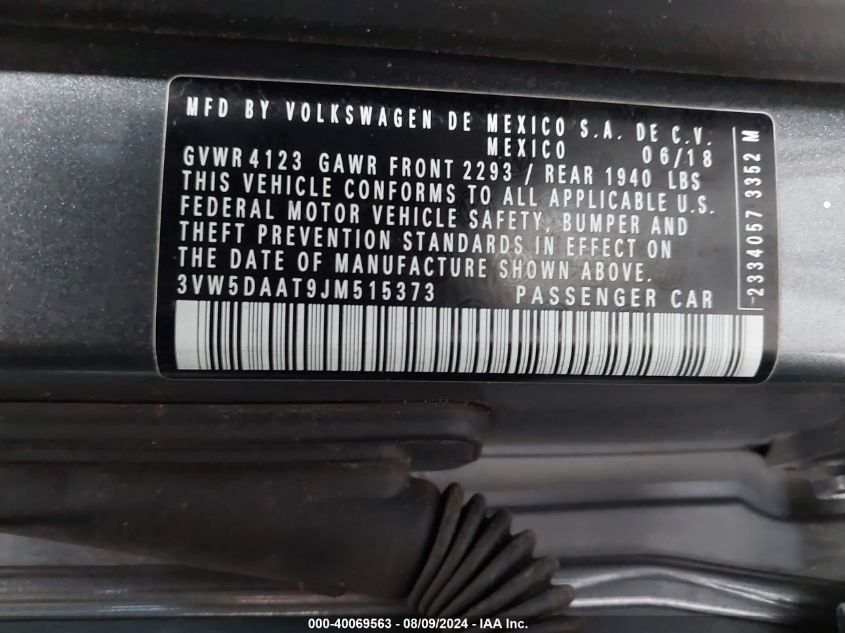 MFD BY VOLKSWAGEN DE MEXICO S.A. DE C.V.
MEXICO 06/18
GVWR 4123 GAWR FRONT 2293 / REAR 1940 LBS
THIS VEHICLE CONFORMS TO ALL APPLICABLE U.S.
FEDERAL MOTOR VEHICLE SAFETY, BUMPER AND
THEFT PREVENTION STANDARDS IN EFFECT ON
THE DATE OF MANUFACTURE SHOWN ABOVE.
3VW5DAAT9JM515373 PASSENGER CAR
2334057 3352 M
000-40069563 - 08/09/2024 - IAA Inc.